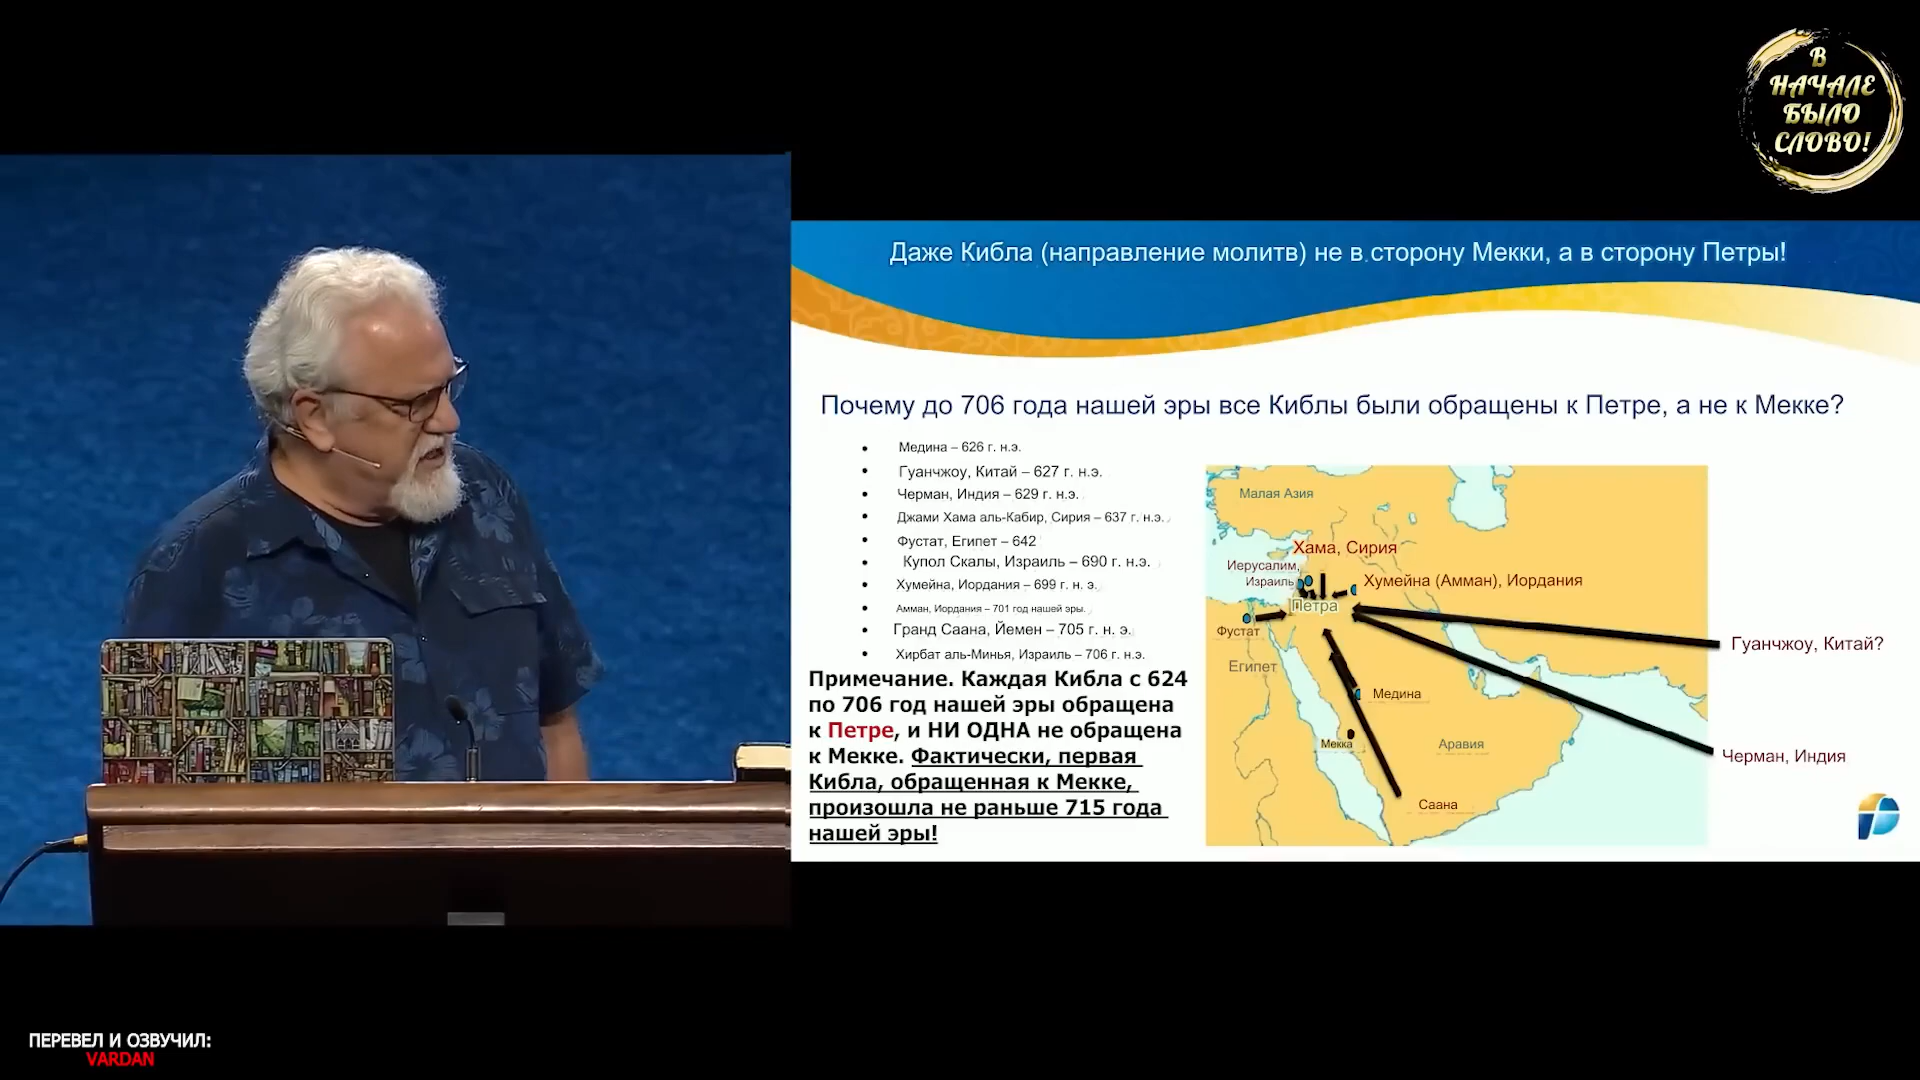 В
НАЧАЛЕ
БЫЛО
СЛОВО!
Даже Кибла (направление молитв) не в сторону Мекки, а в сторону Петры!
Почему до 706 года нашей эры все Киблы были обращены к Петре, а не к Мекке?
• Медина – 626 г. н.э.
• Гуанчжоу, Китай – 627 г. н.э.
• Черман, Индия – 629 г. н.э.
• Джами Хама аль-Кабир, Сирия – 637 г. н.э.
• Фустат, Египет – 642
Купол Скалы, Израиль – 690 г. н.э.
• Хумейна, Иордания – 699 г. н. э.
• Амман, Иордания – 701 год нашей эры.
• Гранд Саана, Йемен – 705 г. н. э.
• Хирбат аль-Минья, Израиль – 706 г. н.э.
Примечание. Каждая Кибла с 624
по 706 год нашей эры обращена
к Петре, и НИ ОДНА не обращена
к Мекке. Фактически, первая
Кибла, обращенная к Мекке,
произошла не раньше 715 года
нашей эры!
Малая Азия
Хама, Сирия
Иерусалим,
Израиль
Хумейна (Амман), Иордания
Петра
Фустат
Египет
Гуанчжоу, Китай?
Медина
Мекка
Аравия
Черман, Индия
Саана
ПЕРЕВЕЛ И ОЗВУЧИЛ:
VARDAN